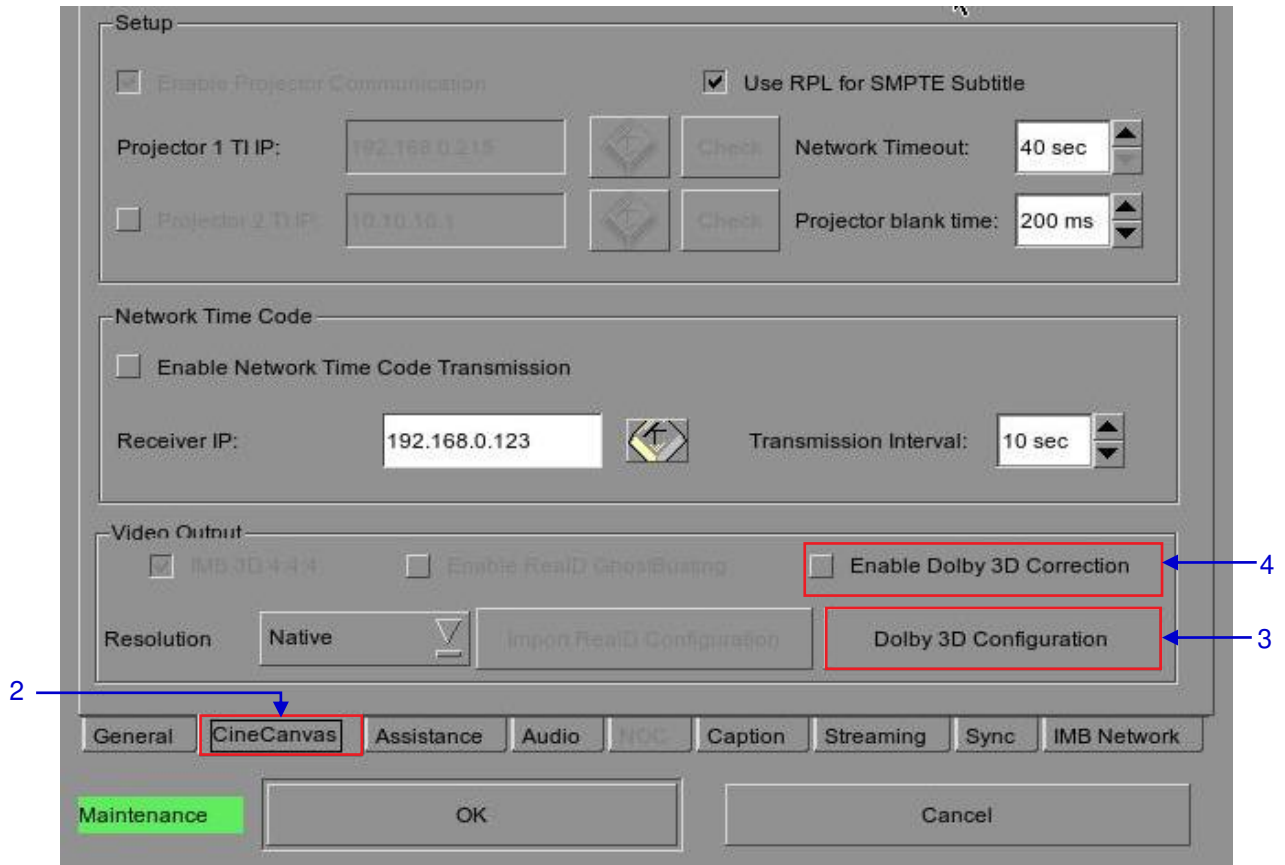 Setup
Enable Projector Communication
Use RPL for SMPTE Subtitle
Projector 1 TI IP:
192.168.0.215
Check
Network Timeout:
40 sec
Projector 2 TI IP:
10.10.10.1
Check
Projector blank time:
200 ms
Network Time Code
Enable Network Time Code Transmission
Receiver IP:
192.168.0.123
Transmission Interval:
10 sec
Video Output
IMB 3D 4:4:4
Enable RealD GhostBusting
Enable Dolby 3D Correction
4
Resolution
Native
Import RealD Configuration
Dolby 3D Configuration
3
2
General
CineCanvas
Assistance
Audio
NOC
Caption
Streaming
Sync
IMB Network
Maintenance
OK
Cancel